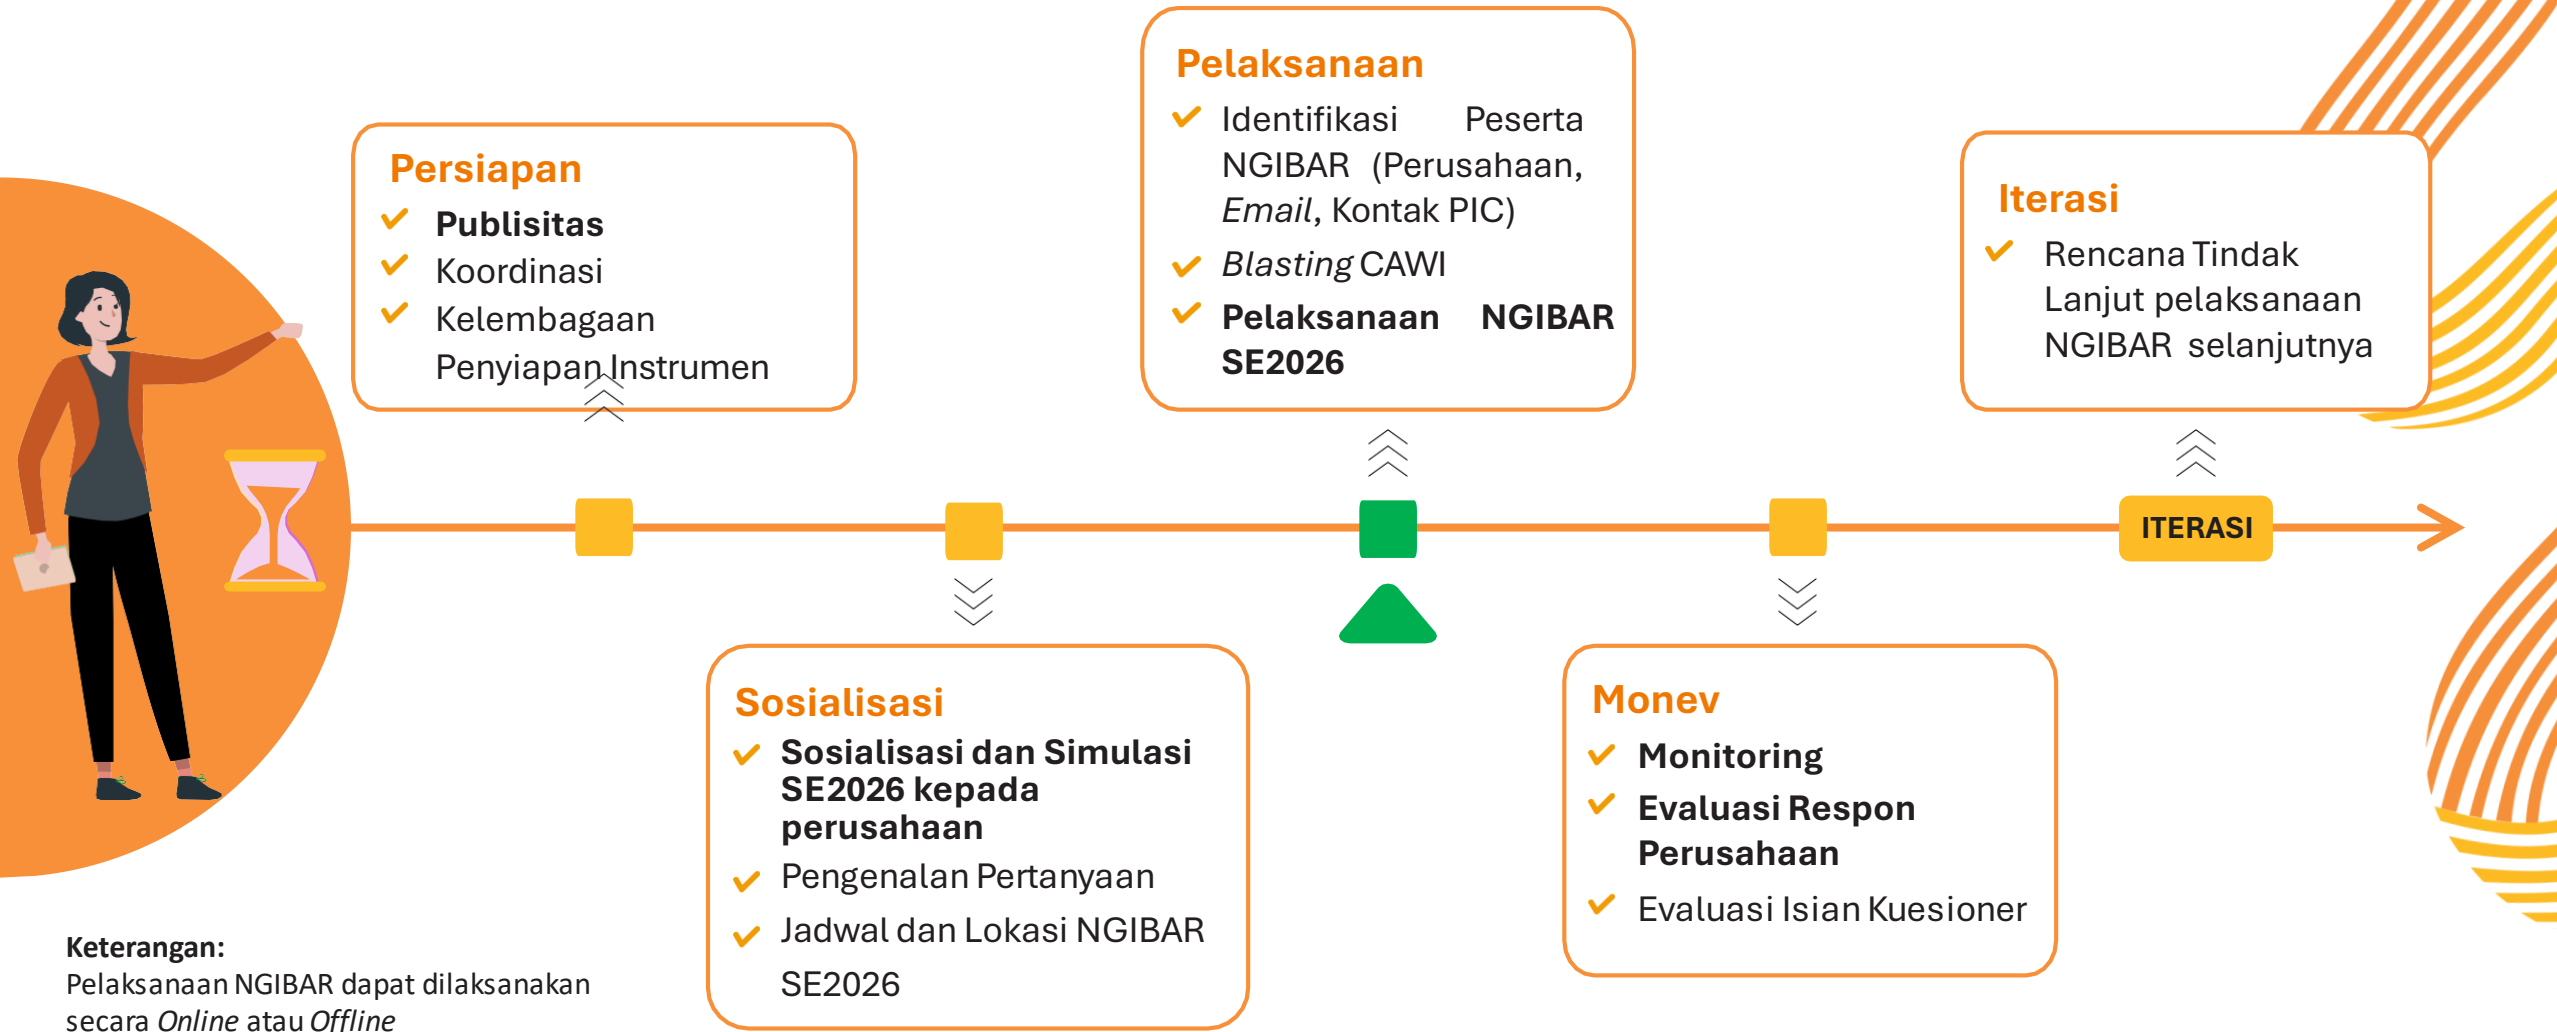 Persiapan
Publisitas
Koordinasi
Kelembagaan
Penyiapan Instrumen
Sosialisasi
Sosialisasi dan Simulasi
SE2026 kepada
perusahaan
Pengenalan Pertanyaan
Jadwal dan Lokasi NGIBAR
SE2026
Pelaksanaan
Identifikasi Peserta
NGIBAR (Perusahaan,
Email, Kontak PIC)
Blasting CAWI
Pelaksanaan NGIBAR
SE2026
Monev
Monitoring
Evaluasi Respon
Perusahaan
Evaluasi Isian Kuesioner
Iterasi
Rencana Tindak
Lanjut pelaksanaan
NGIBAR selanjutnya
ITERASI
Keterangan:
Pelaksanaan NGIBAR dapat dilaksanakan
secara Online atau Offline